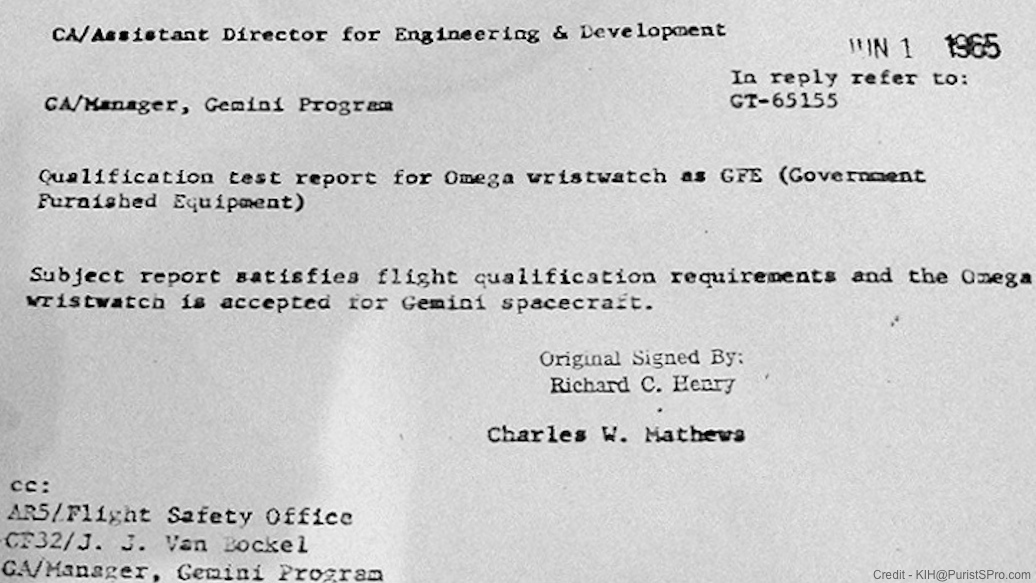 CA/Assistant Director for Engineering & Development
JUN 1 1965
In reply refer to:
GT-65155
GA/Manager, Gemini Program
Qualification test report for Omega wristwatch as GFE (Government
Furnished Equipment)
Subject report satisfies flight qualification requirements and the Omega
wristwatch is accepted for Gemini spacecraft.
Original Signed By:
Richard C. Henry
Charles W. Mathews
cc:
AR5/Flight Safety Office
CF32/J. J. Van Bockel
GA/Manager, Gemini Program
Credit - KIH@PuristSPro.com